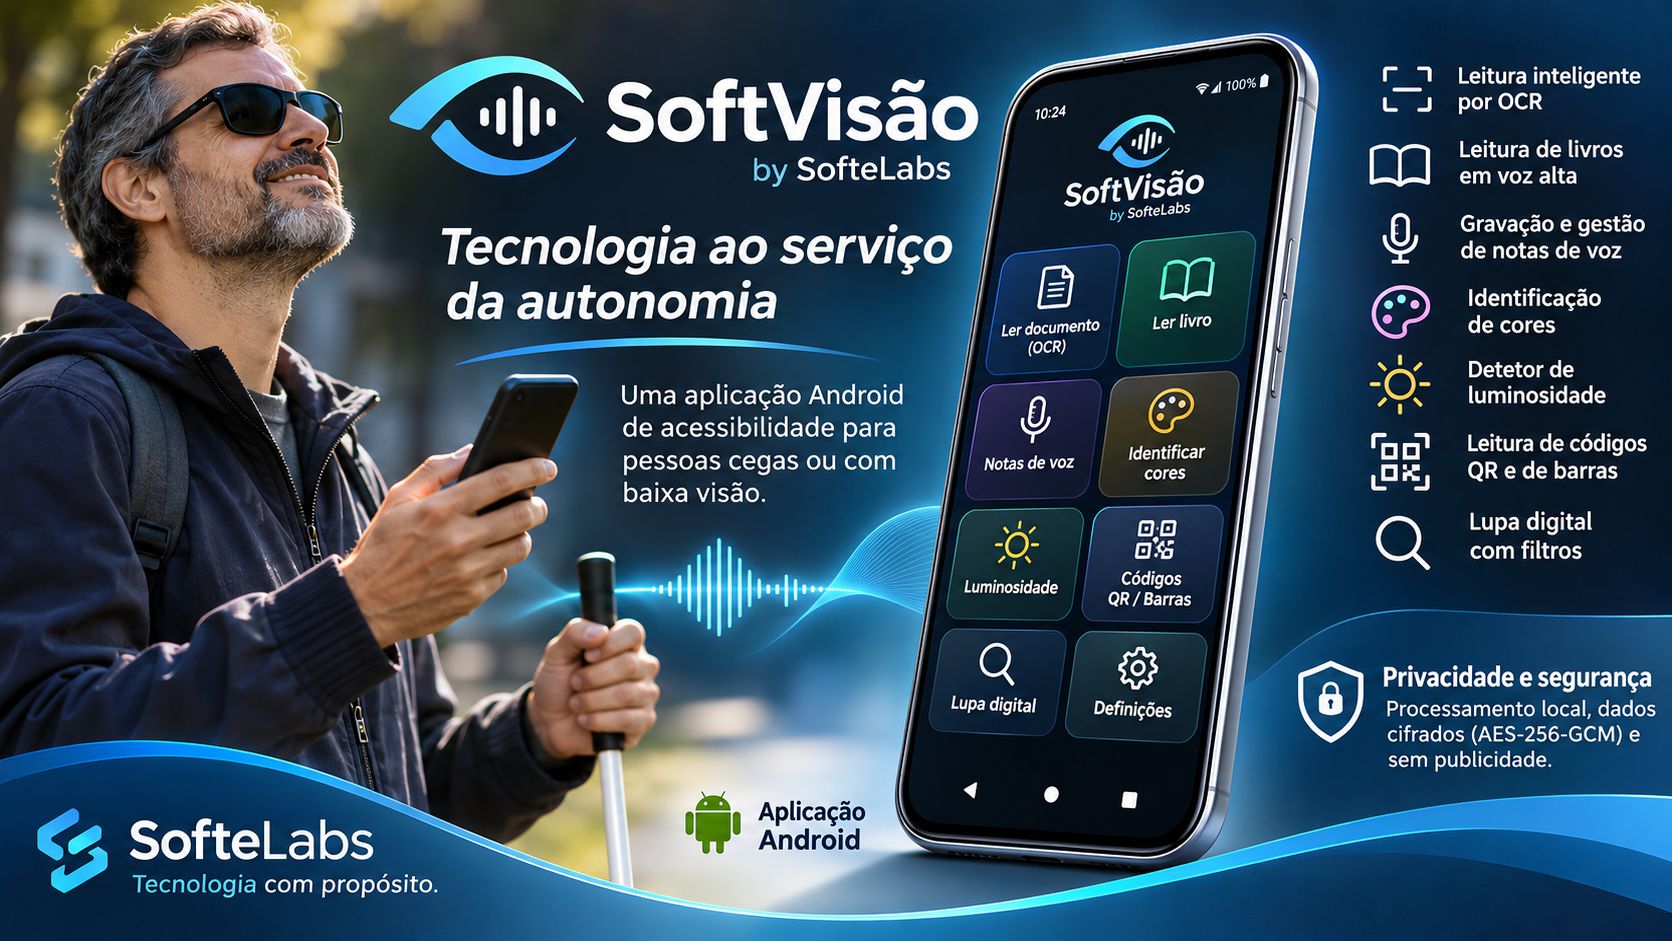 SoftVisão
by SofteLabs
Tecnologia ao serviço
da autonomia
Uma aplicação Android
de acessibilidade para
pessoas cegas ou com
baixa visão.
10:24
100%
SoftVisão
by SofteLabs
Ler documento
(OCR)
Ler livro
Notas de voz
Identificar
cores
Luminosidade
Códigos
QR / Barras
Lupa digital
Definições
Leitura inteligente
por OCR
Leitura de livros
em voz alta
Gravação e gestão
de notas de voz
Identificação
de cores
Detetor de
luminosidade
Leitura de códigos
QR e de barras
Lupa digital
com filtros
Privacidade e segurança
Processamento local, dados
cifrados (AES-256-GCM) e
sem publicidade.
Aplicação
Android
SofteLabs
Tecnologia com propósito.